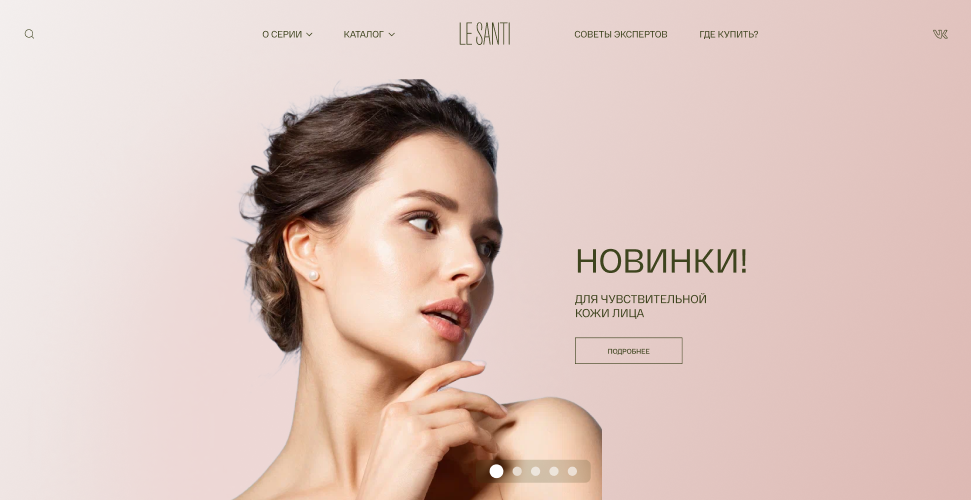 О СЕРИИ
КАТАЛОГ
LE SANTI
СОВЕТЫ ЭКСПЕРТОВ
ГДЕ КУПИТЬ?
НОВИНКИ!
ДЛЯ ЧУВСТВИТЕЛЬНОЙ
КОЖИ ЛИЦА
ПОДРОБНЕЕ